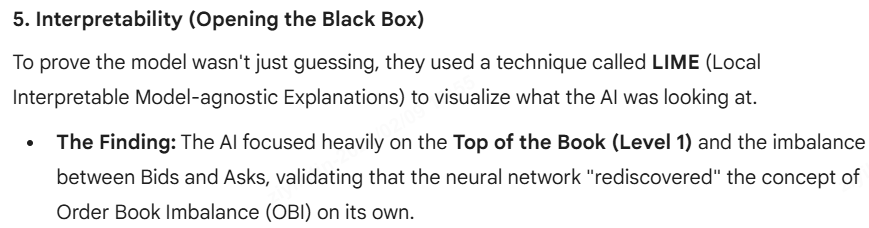 5. Interpretability (Opening the Black Box)
To prove the model wasn't just guessing, they used a technique called LIME (Local
Interpretable Model-agnostic Explanations) to visualize what the AI was looking at.
• The Finding: The AI focused heavily on the Top of the Book (Level 1) and the imbalance
between Bids and Asks, validating that the neural network "rediscovered" the concept of
Order Book Imbalance (OBI) on its own.